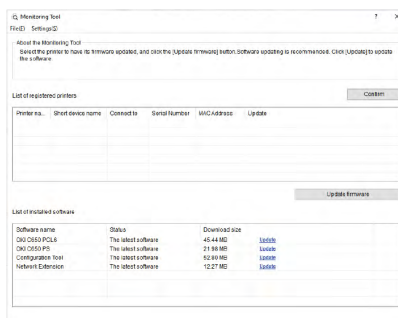 Monitoring Tool ? X
File(F) Settings(S)
About the Monitoring Tool
Select the printer to have its firmware updated, and click the [Update firmware] button.Software updating is recommended. Click [Update] to update
the software.
List of registered printers
Confirm
Printer na... Short device name Connect to Serial Number MAC Address Update
Update firmware
List of installed software
Software name Status Download size
OKI C650 PCL6 The latest software 45.44 MB Update
OKI C650 PS The latest software 21.98 MB Update
Configuration Tool The latest software 52.80 MB Update
Network Extension The latest software 12.27 MB Update